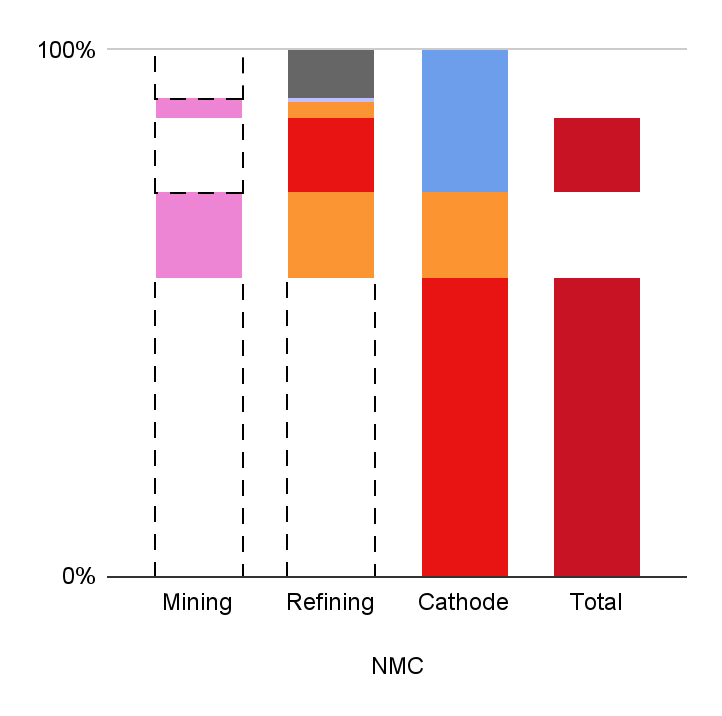 100%
0%
Mining
Refining
Cathode
Total
NMC